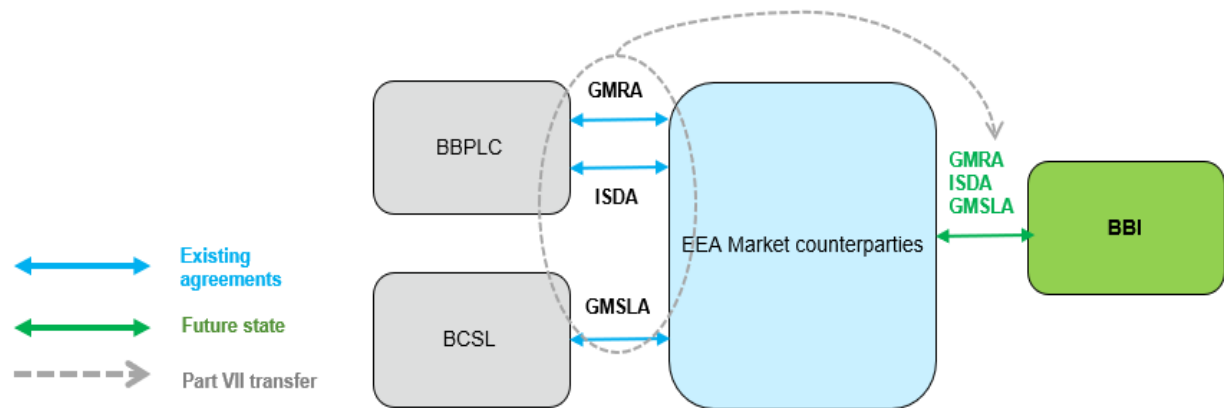 GMRA
BBPLC
ISDA
GMRA
ISDA
GMSLA
EEA Market counterparties
BBI
Existing
agreements
GMSLA
Future state
BCSL
Part VII transfer